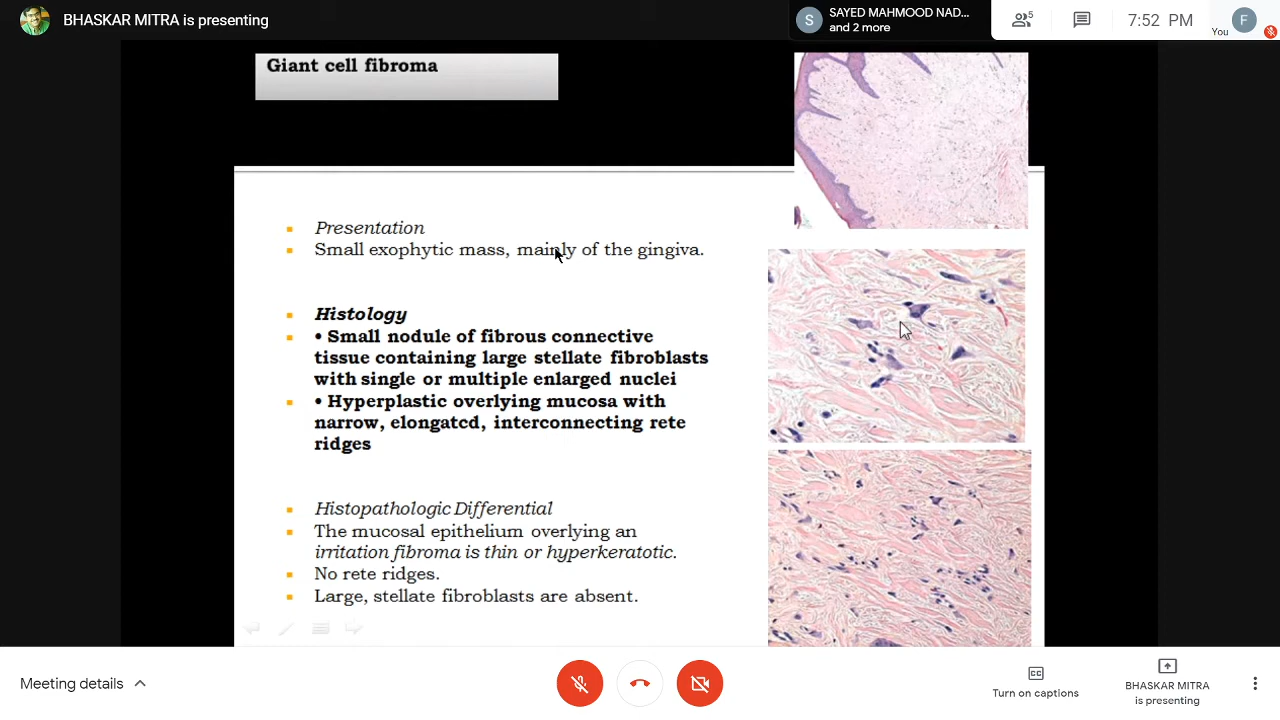 BHASKAR MITRA is presenting
S
SAYED MAHMOOD NAD...
and 2 more
5
7:52 PM
You
F
Giant cell fibroma
Presentation
Small exophytic mass, mainly of the gingiva.
Histology
• Small nodule of fibrous connective
tissue containing large stellate fibroblasts
with single or multiple enlarged nuclei
• Hyperplastic overlying mucosa with
narrow, elongatcd, interconnecting rete
ridges
Histopathologic Differential
The mucosal epithelium overlying an
irritation fibroma is thin or hyperkeratotic.
No rete ridges.
Large, stellate fibroblasts are absent.
Meeting details
CC
Turn on captions
BHASKAR MITRA
is presenting